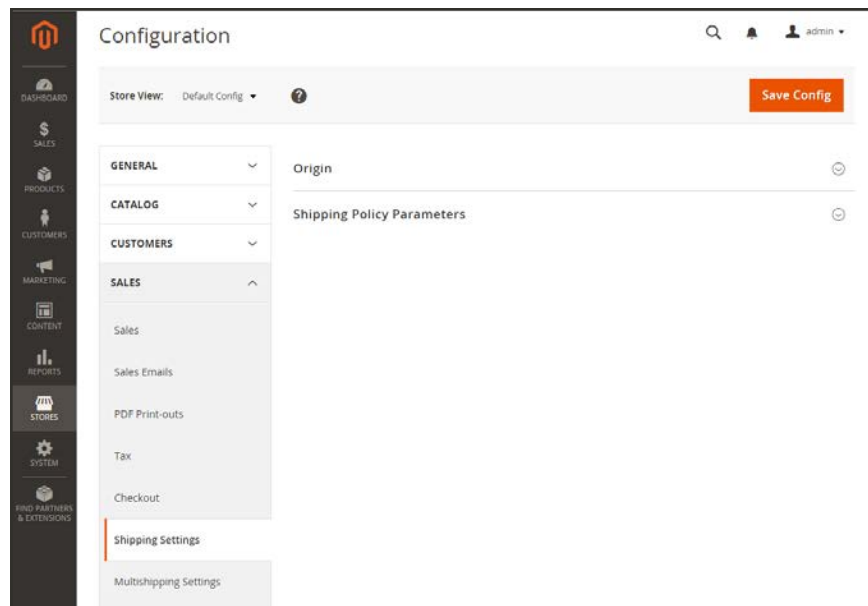 Configuration
admin
DASHBOARD
SALES
PRODUCTS
CUSTOMERS
MARKETING
CONTENT
REPORTS
STORES
SYSTEM
FIND PARTNERS
& EXTENSIONS
Store View: Default Config
?
Save Config
GENERAL
CATALOG
CUSTOMERS
SALES
Sales
Sales Emails
PDF Print-outs
Tax
Checkout
Shipping Settings
Multishipping Settings
Origin
Shipping Policy Parameters